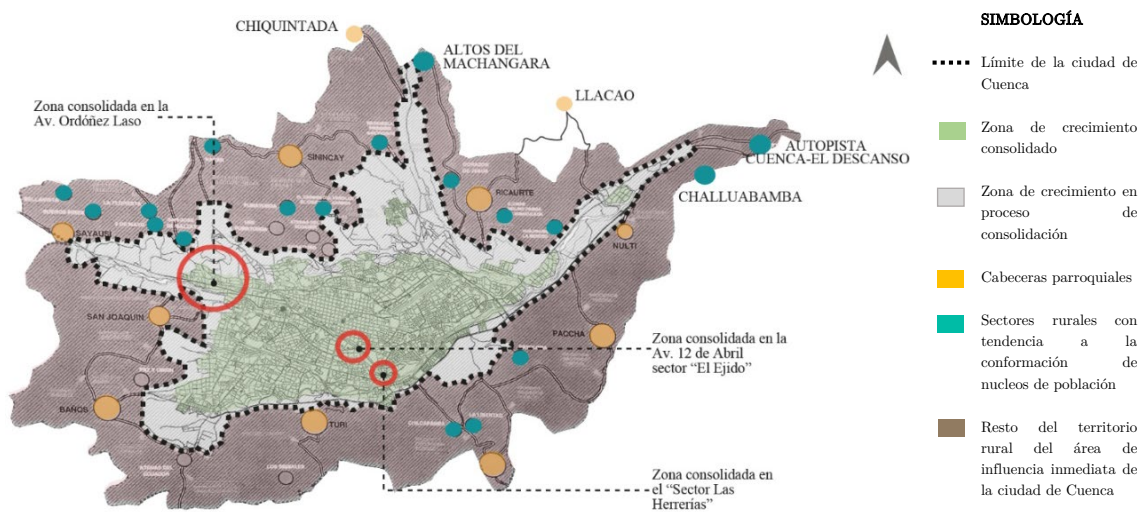 CHIQUINTADA
ALTOS DEL
MACHANGARA
LLACAO
Zona consolidada en la
Av. Ordóñez Laso
SININCAY
AUTOPISTA
CUENCA-EL DESCANSO
RICAURTE
CHALLUABAMBA
SAYAUSI
NULTI
SAN JOAQUIN
PACCHA
Zona consolidada en la
Av. 12 de Abril
sector “El Ejido”
BAÑOS
TURI
LA LIBERTAD
Zona consolidada en
el “Sector Las
Herrerías”
SIMBOLOGÍA
Límite de la ciudad de
Cuenca
Zona de crecimiento
consolidado
Zona de crecimiento en
proceso de
consolidación
Cabeceras parroquiales
Sectores rurales con
tendencia a la
conformación de
nucleos de población
Resto del territorio
rural del área de
influencia inmediata de
la ciudad de Cuenca